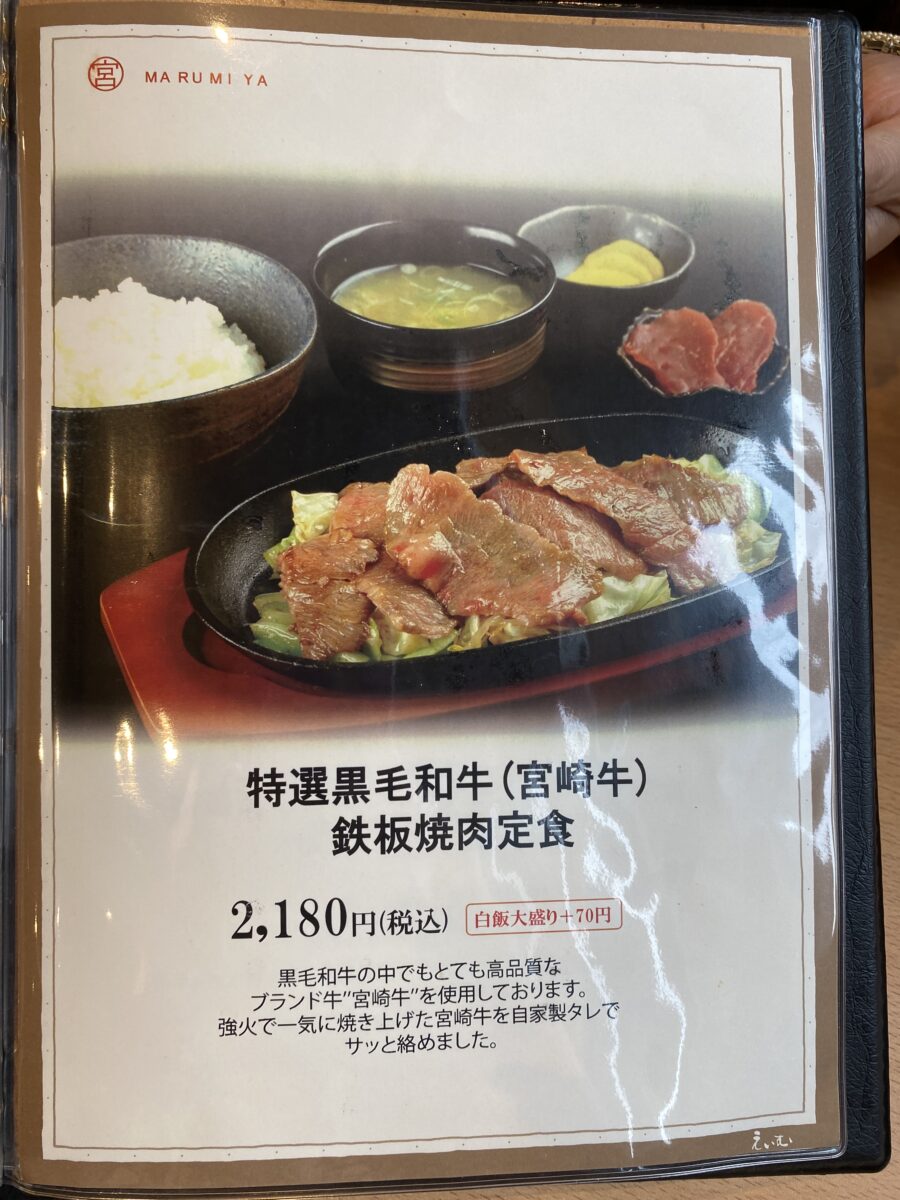 宮 MARUMIYA
特選黒毛和牛(宮崎牛)
鉄板焼肉定食
2,180円(税込) 白飯大盛り+70円
黒毛和牛の中でもとても高品質な
ブランド牛"宮崎牛"を使用しております。
強火で一気に焼き上げた宮崎牛を自家製タレで
サッと絡めました。
えいむ